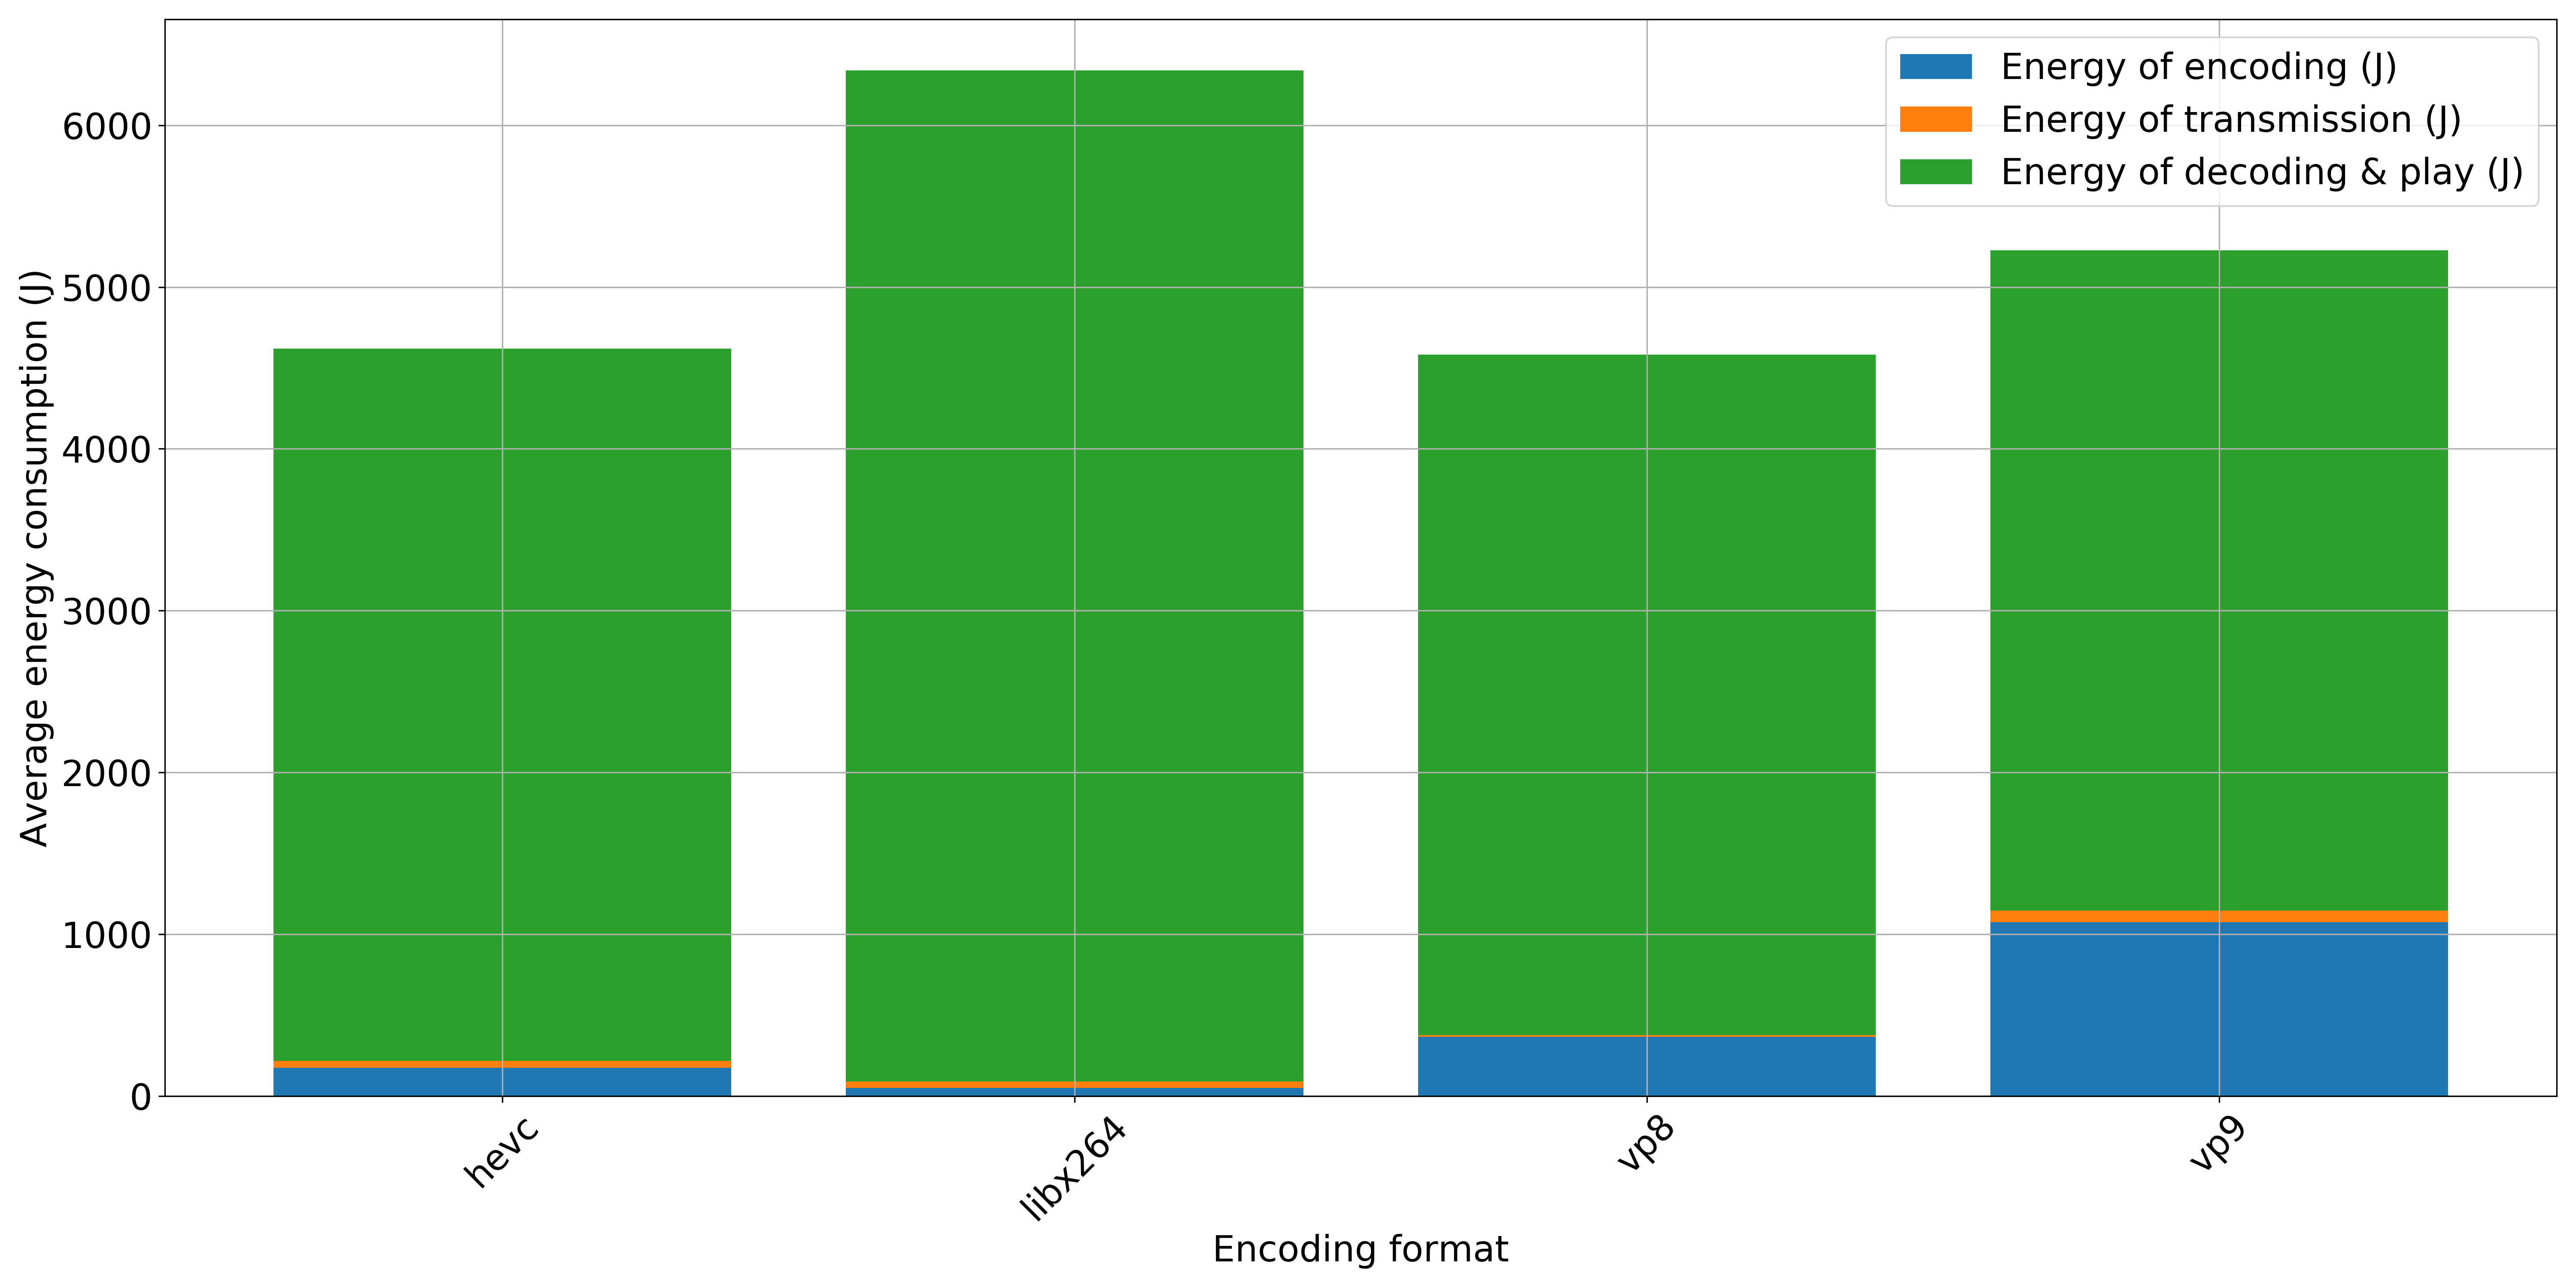 Energy of encoding (J)
Energy of transmission (J)
Energy of decoding & play (J)
Average energy consumption (J)
6000
5000
4000
3000
2000
1000
0
hevc
libx264
vp8
vp9
Encoding format